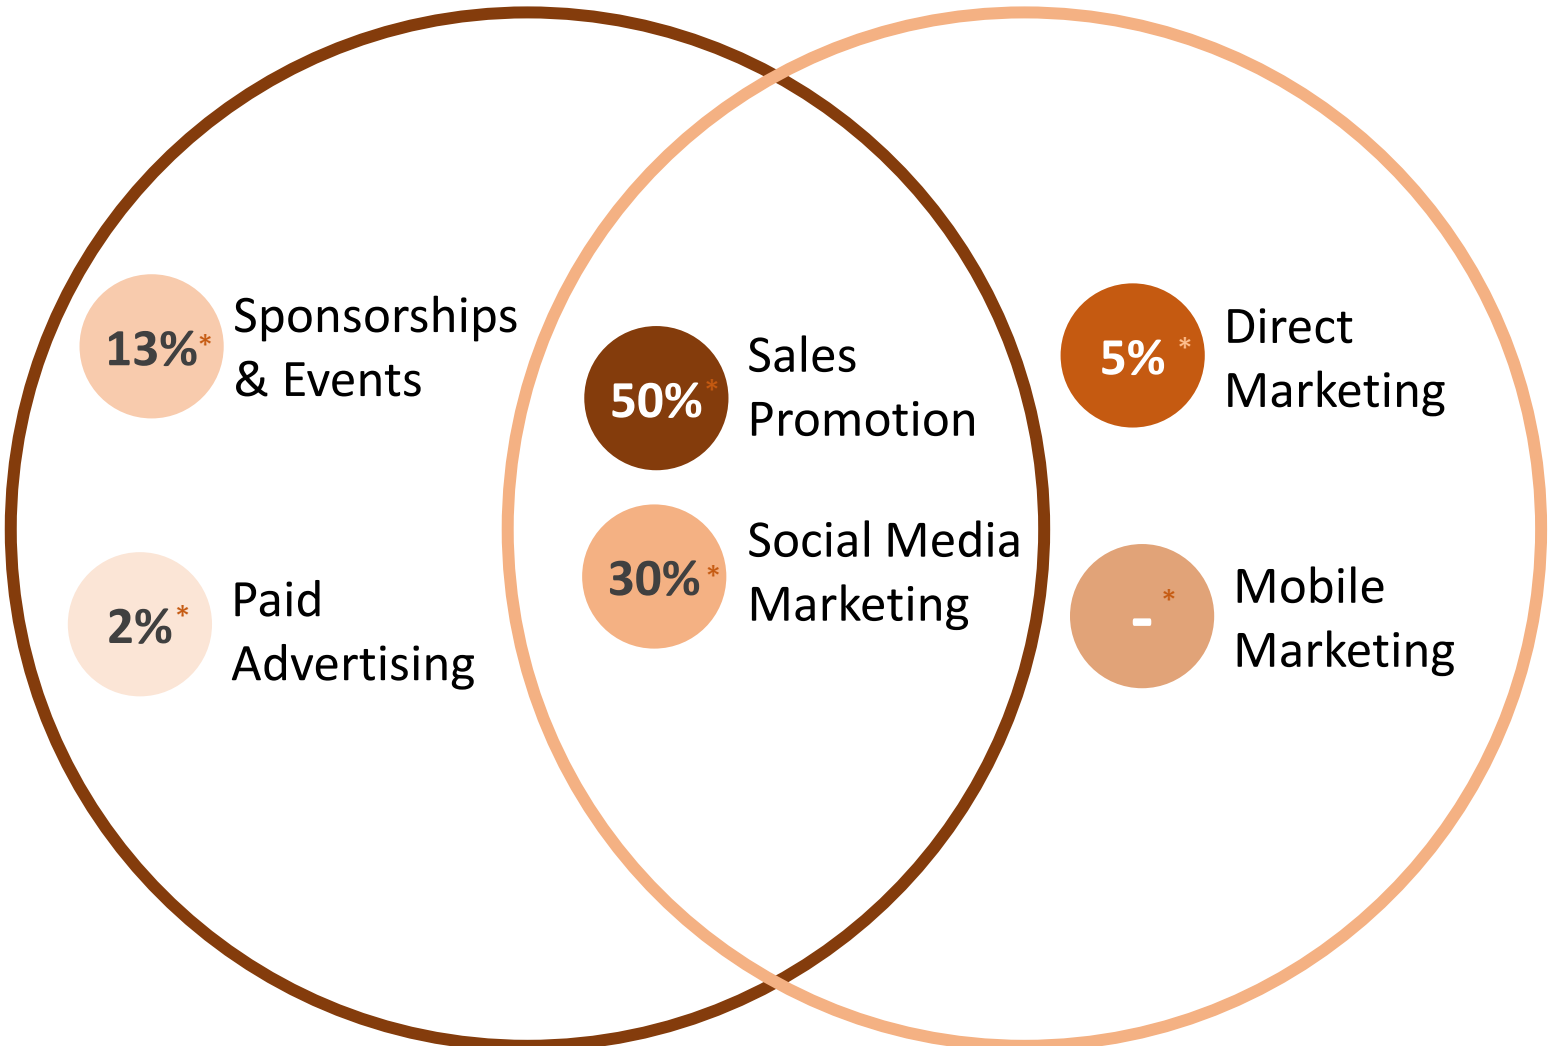 13%*
Sponsorships
& Events
2%*
Paid
Advertising
50%*
Sales
Promotion
30%*
Social Media
Marketing
5%*
Direct
Marketing
-*
Mobile
Marketing